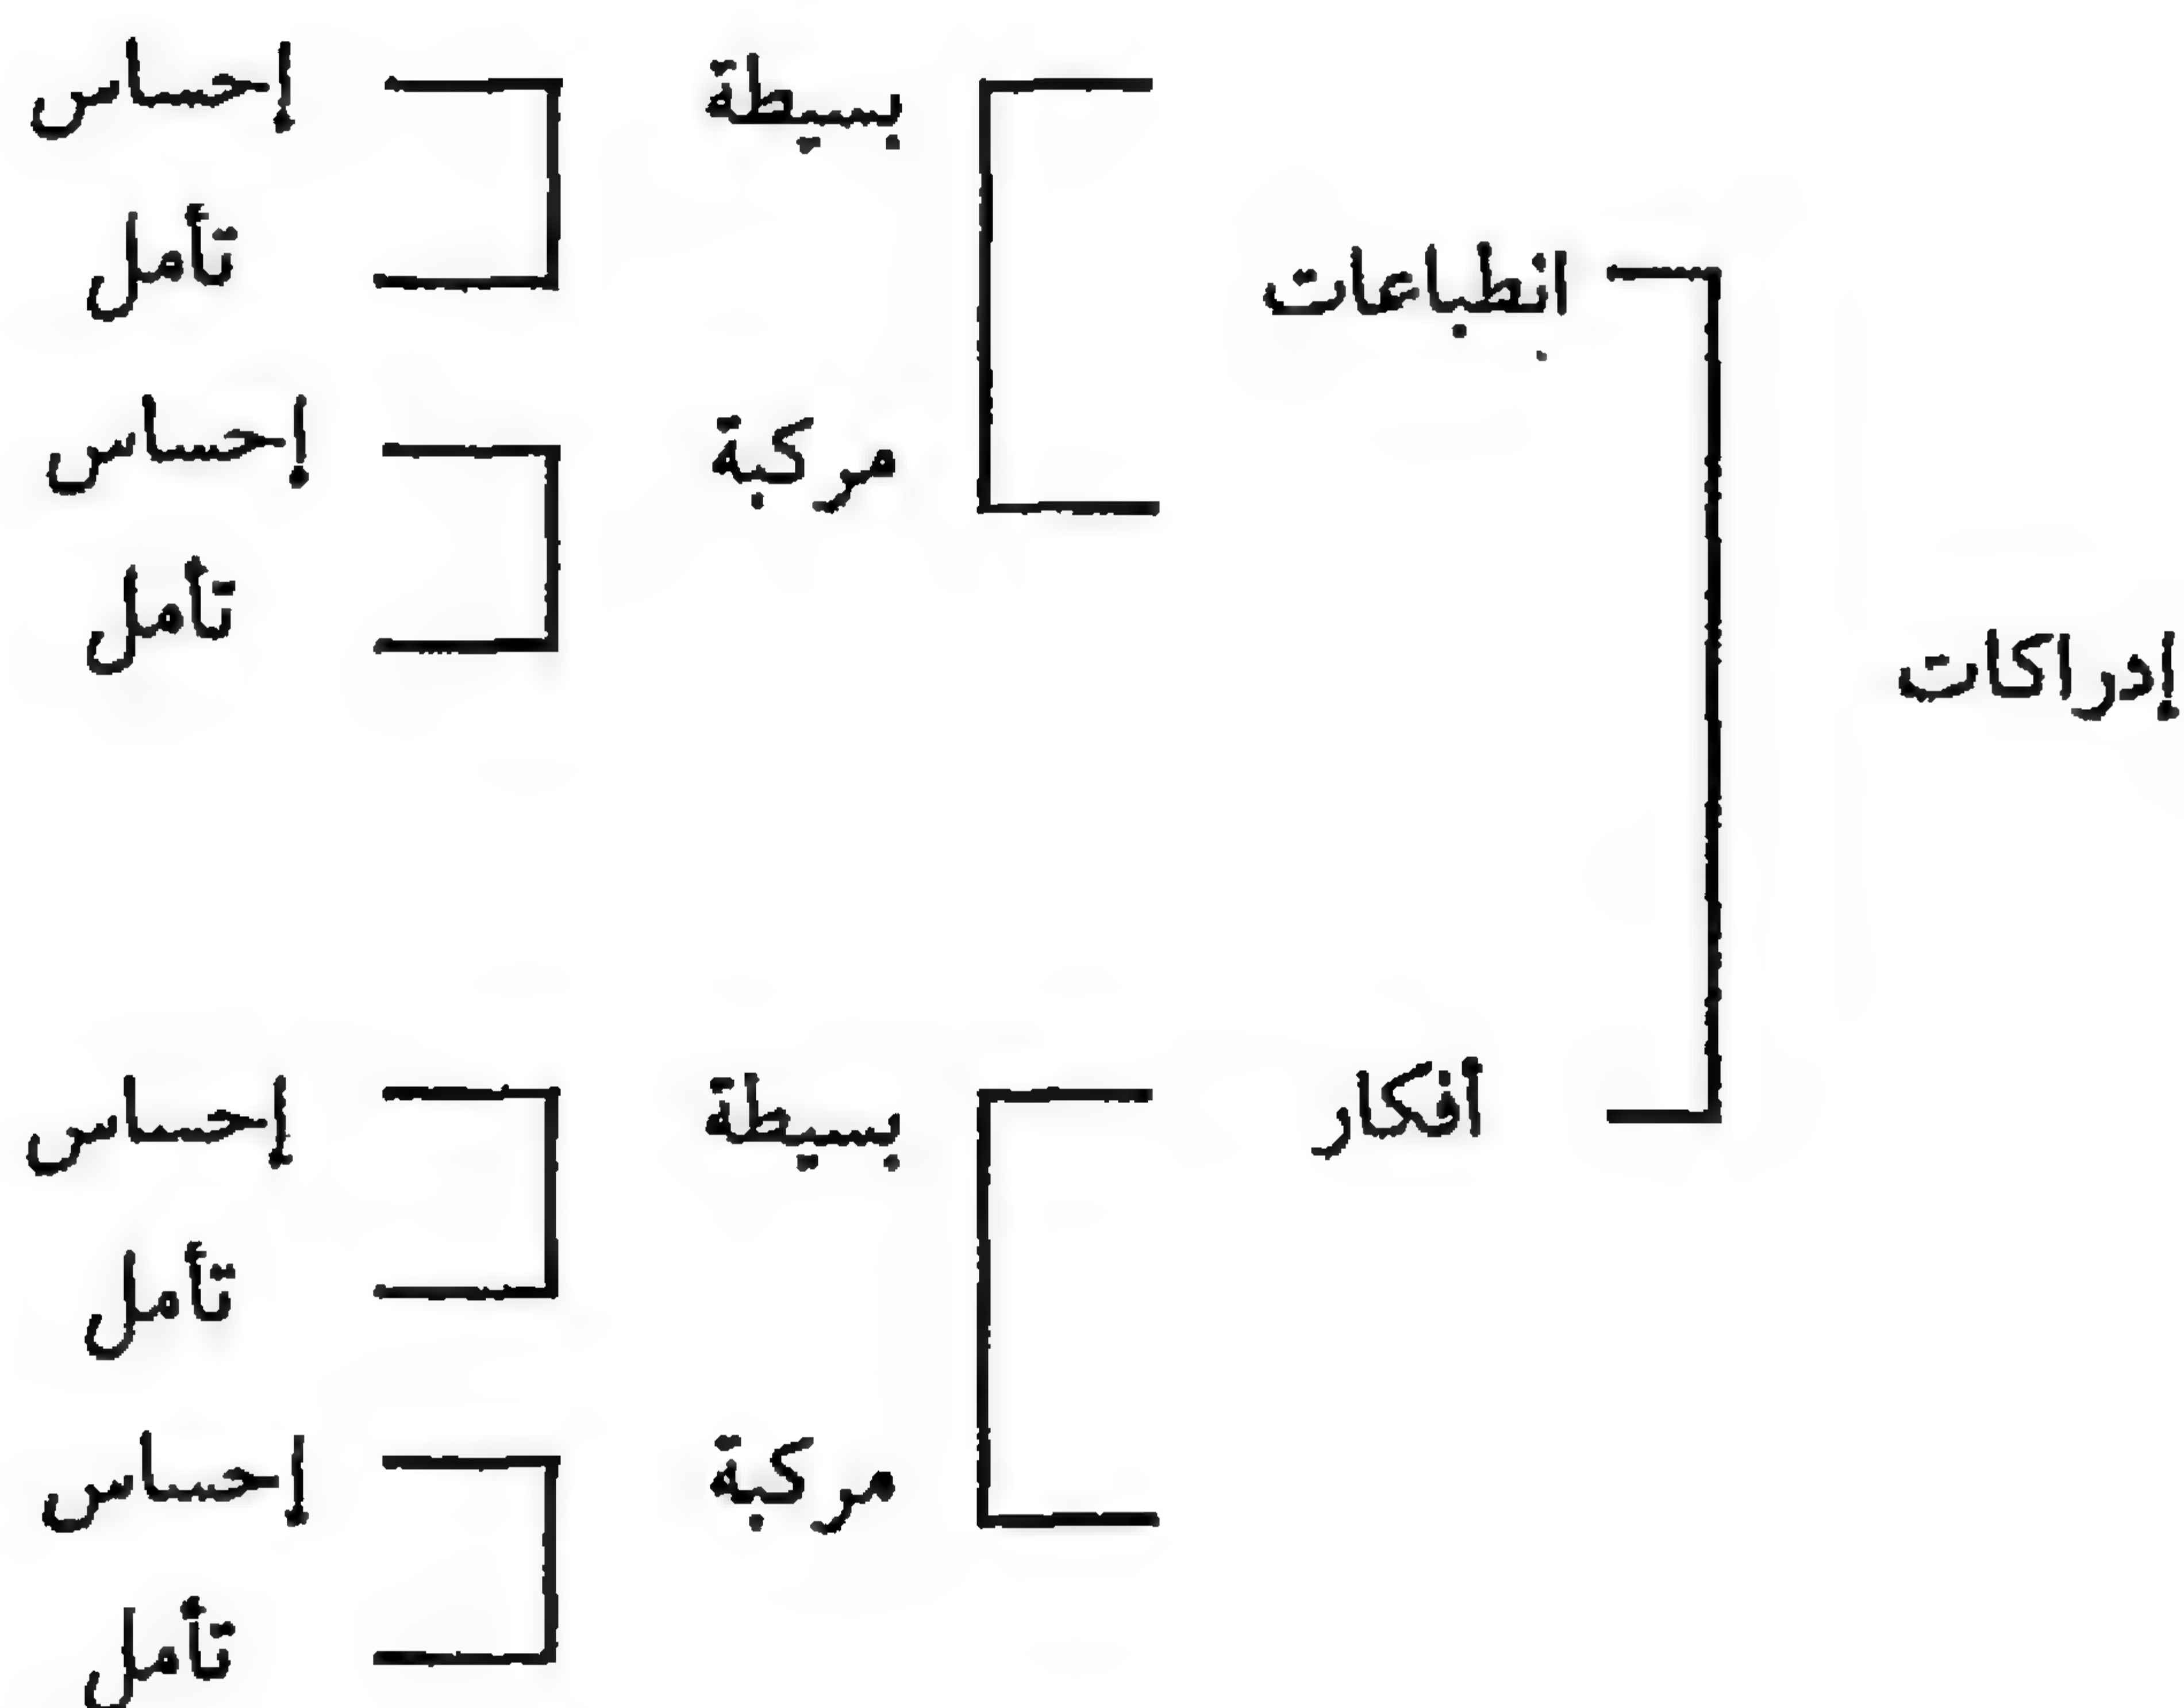 إدراكات
انطباعات
بسيطة
إحساس
تأمل
مركبة
إحساس
تأمل
أفكار
بسيطة
إحساس
تأمل
مركبة
إحساس
تأمل